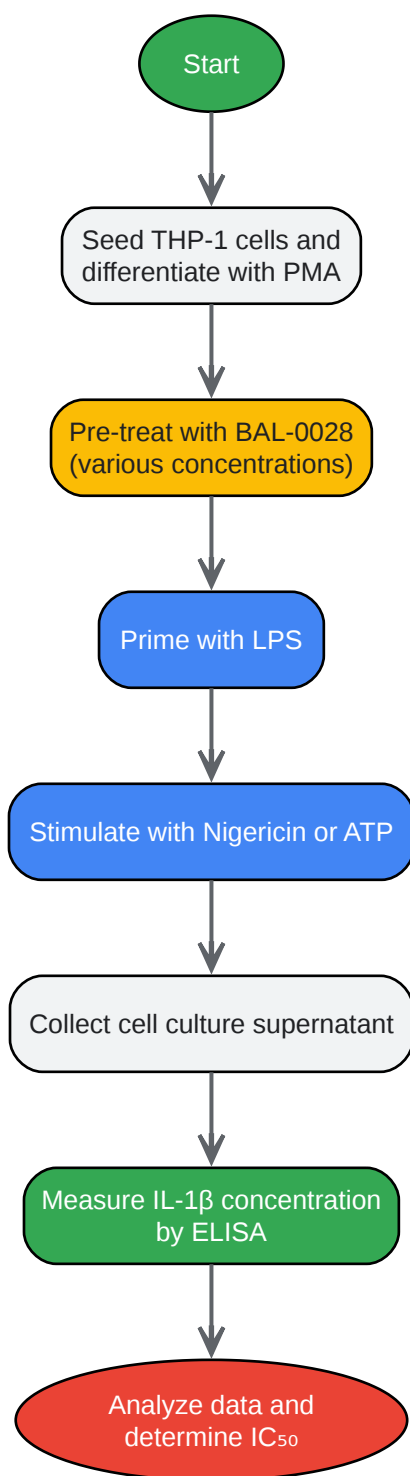 Start
Seed THP-1 cells and
differentiate with PMA
Pre-treat with BAL-0028
(various concentrations)
Prime with LPS
Stimulate with Nigericin or ATP
Collect cell culture supernatant
Measure IL-1β concentration
by ELISA
Analyze data and
determine IC₅₀